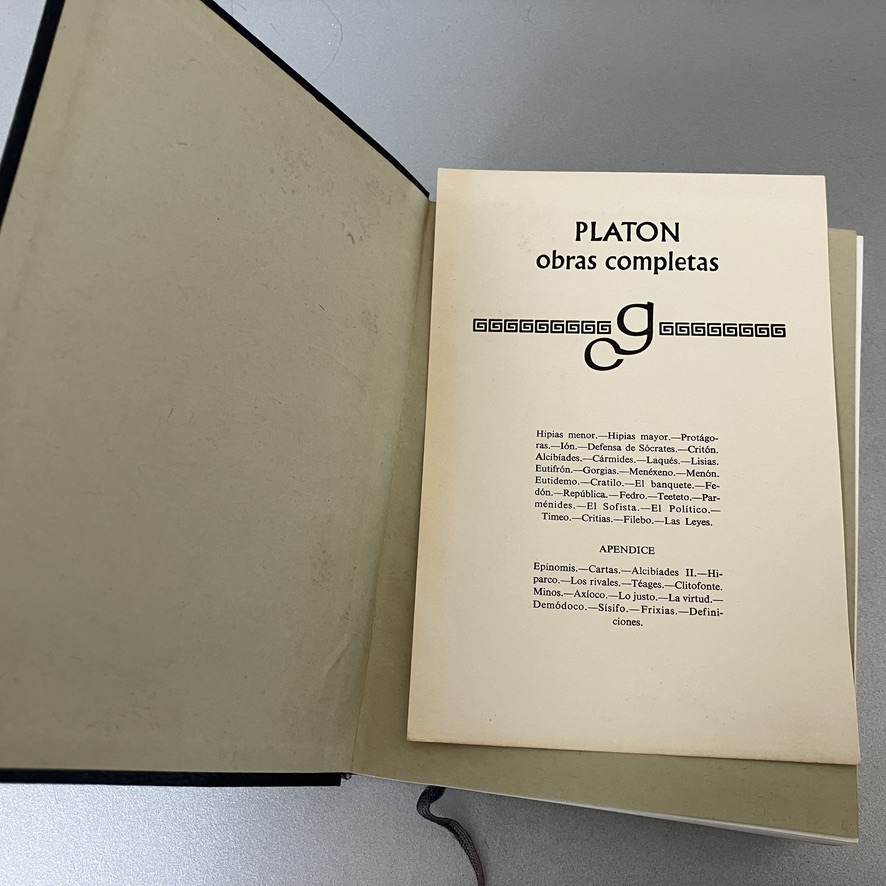 PLATON
obras completas
cg
Hipias menor.—Hipias mayor.—Protágo-
ras.—Ión.—Defensa de Sócrates.—Critón.
Alcibíades.—Cármides.—Laqués.—Lisias.
Eutifrón.—Gorgias.—Menéxeno.—Menón.
Eutidemo.—Cratilo.—El banquete.—Fe-
dón.—República.—Fedro.—Teeteto.—Par-
ménides.—El Sofista.—El Político.—
Timeo.—Critias.—Filebo.—Las Leyes.
APENDICE
Epínomis.—Cartas.—Alcibíades II.—Hi-
parco.—Los rivales.—Téages.—Clitofonte.
Minos.—Axíoco.—Lo justo.—La virtud.—
Demódoco.—Sísifo.—Frixias.—Defini-
ciones.